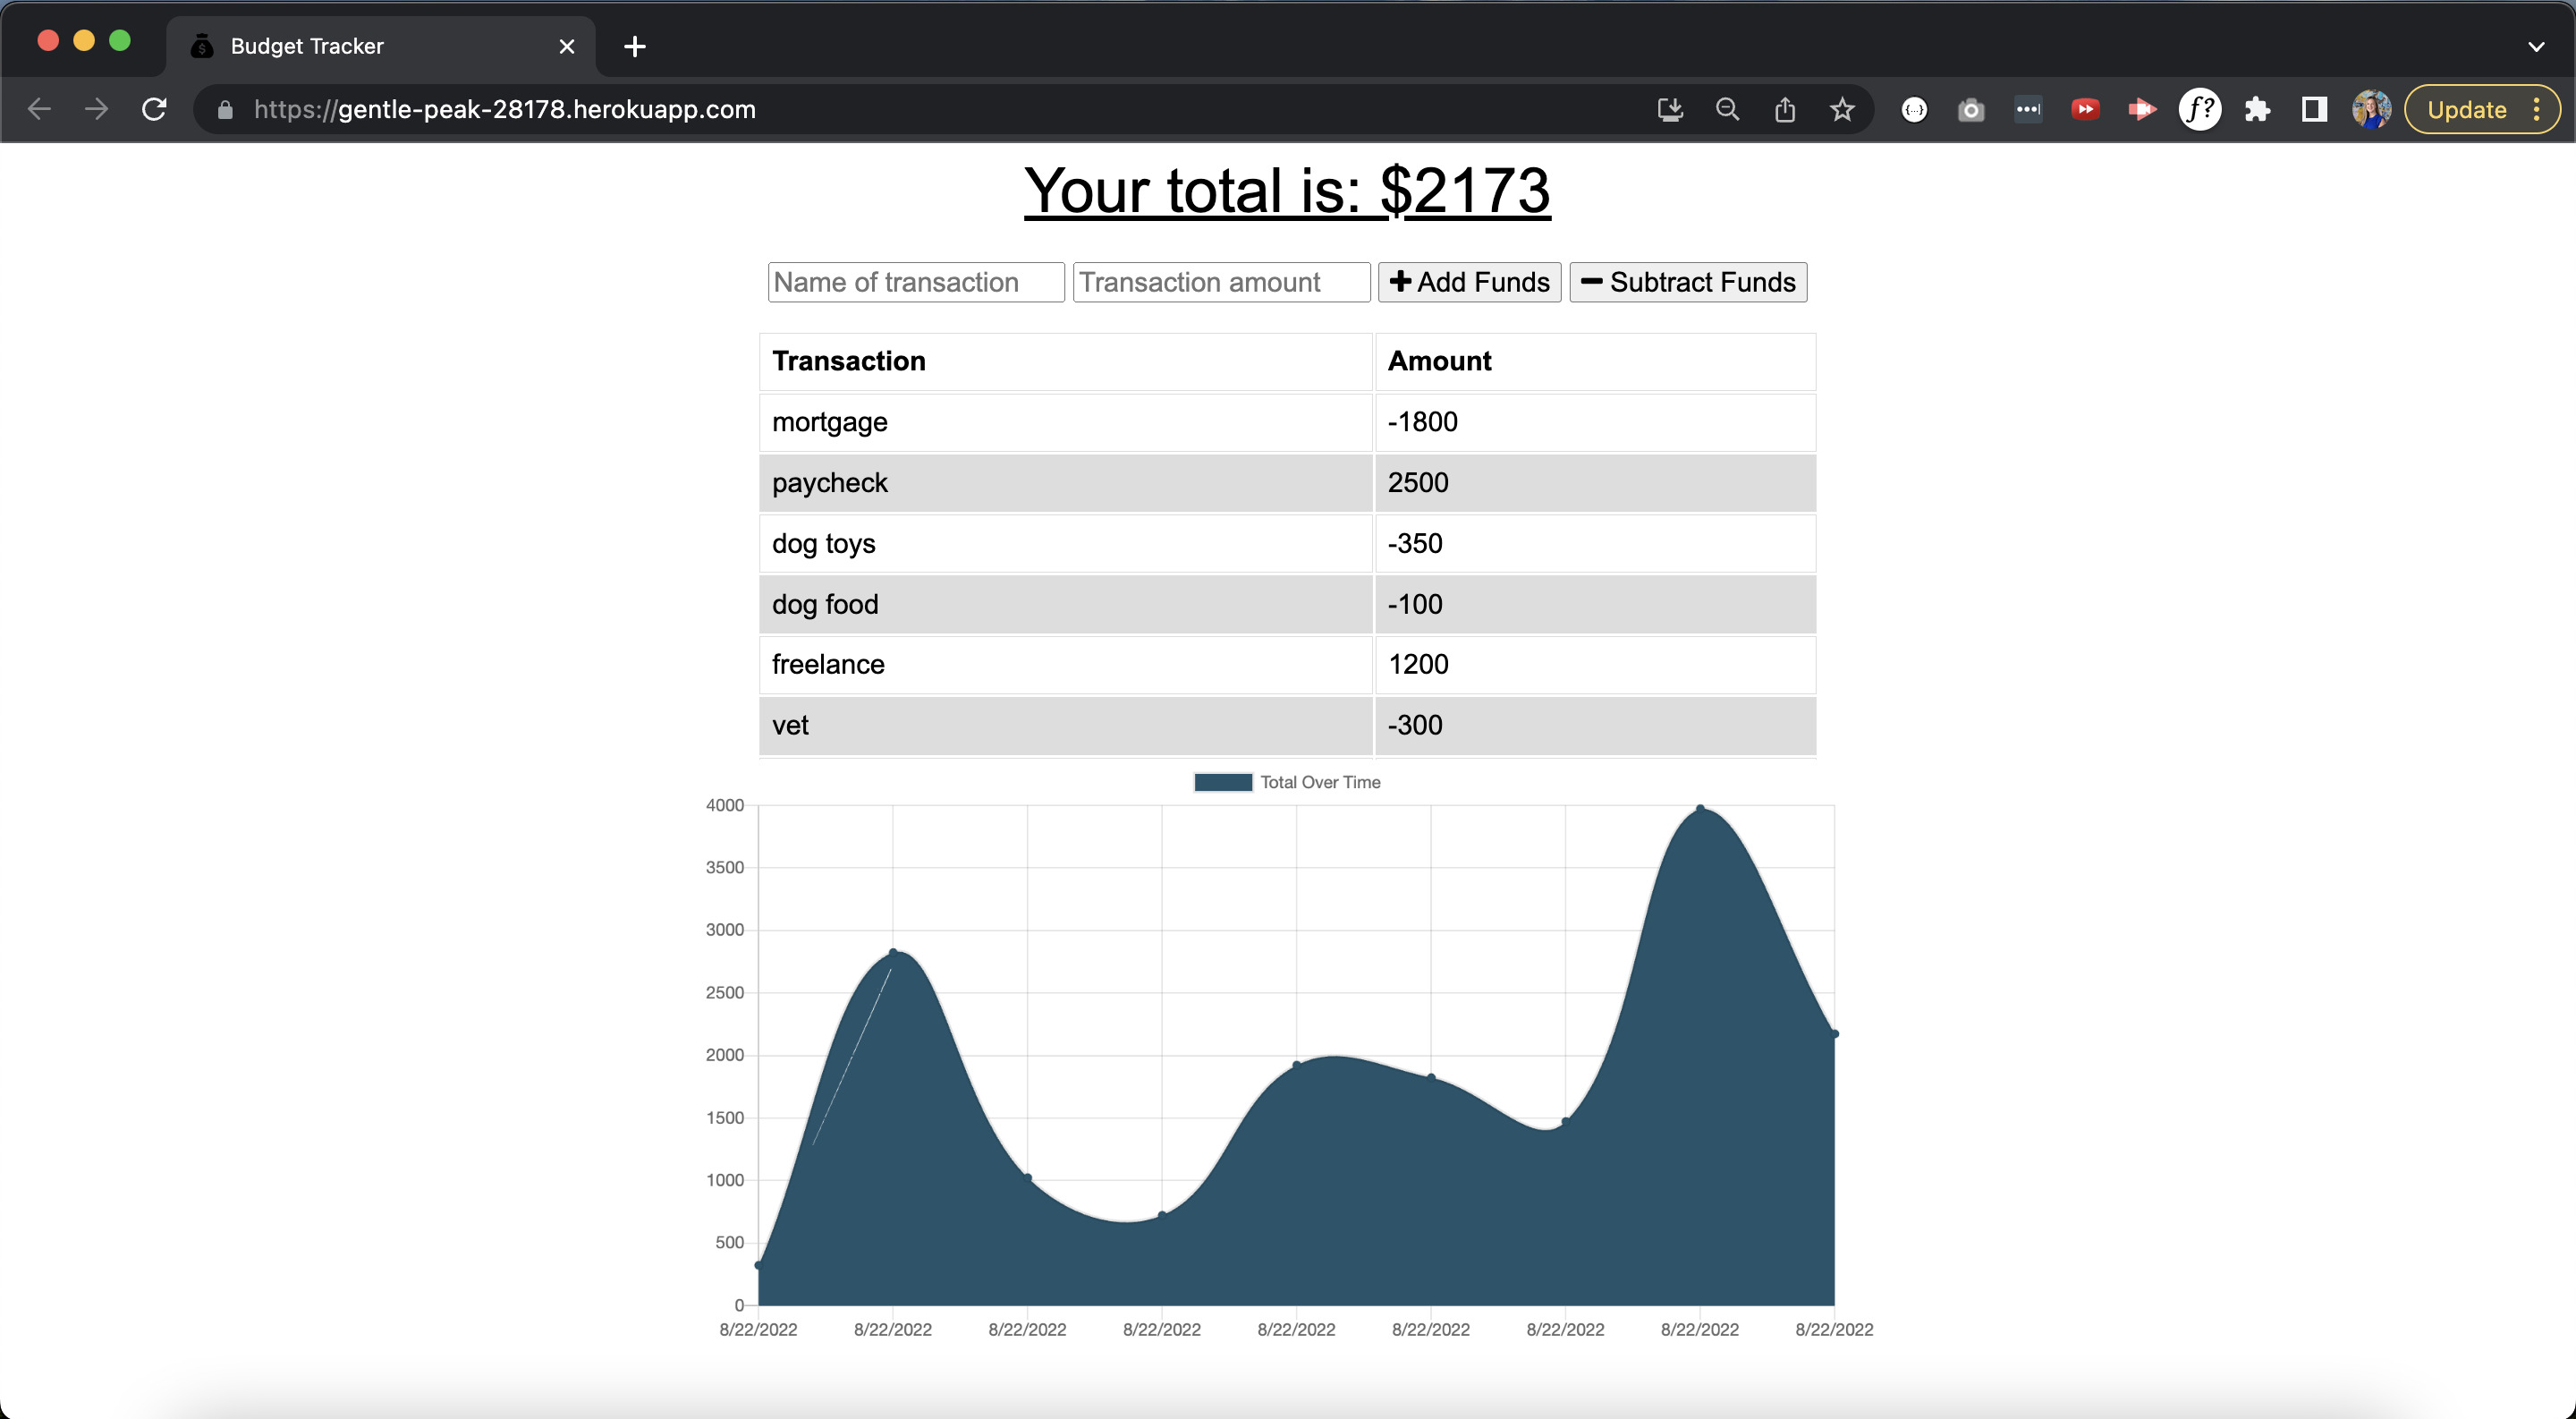 Budget Tracker
https://gentle-peak-28178.herokuapp.com
f?
Update
Your total is: $2173
Name of transaction Transaction amount Add Funds Subtract Funds
Transaction Amount
mortgage -1800
paycheck 2500
dog toys -350
dog food -100
freelance 1200
vet -300
Total Over Time
4000
3500
3000
2500
2000
1500
1000
500
0
8/22/2022 8/22/2022 8/22/2022 8/22/2022 8/22/2022 8/22/2022 8/22/2022 8/22/2022 8/22/2022